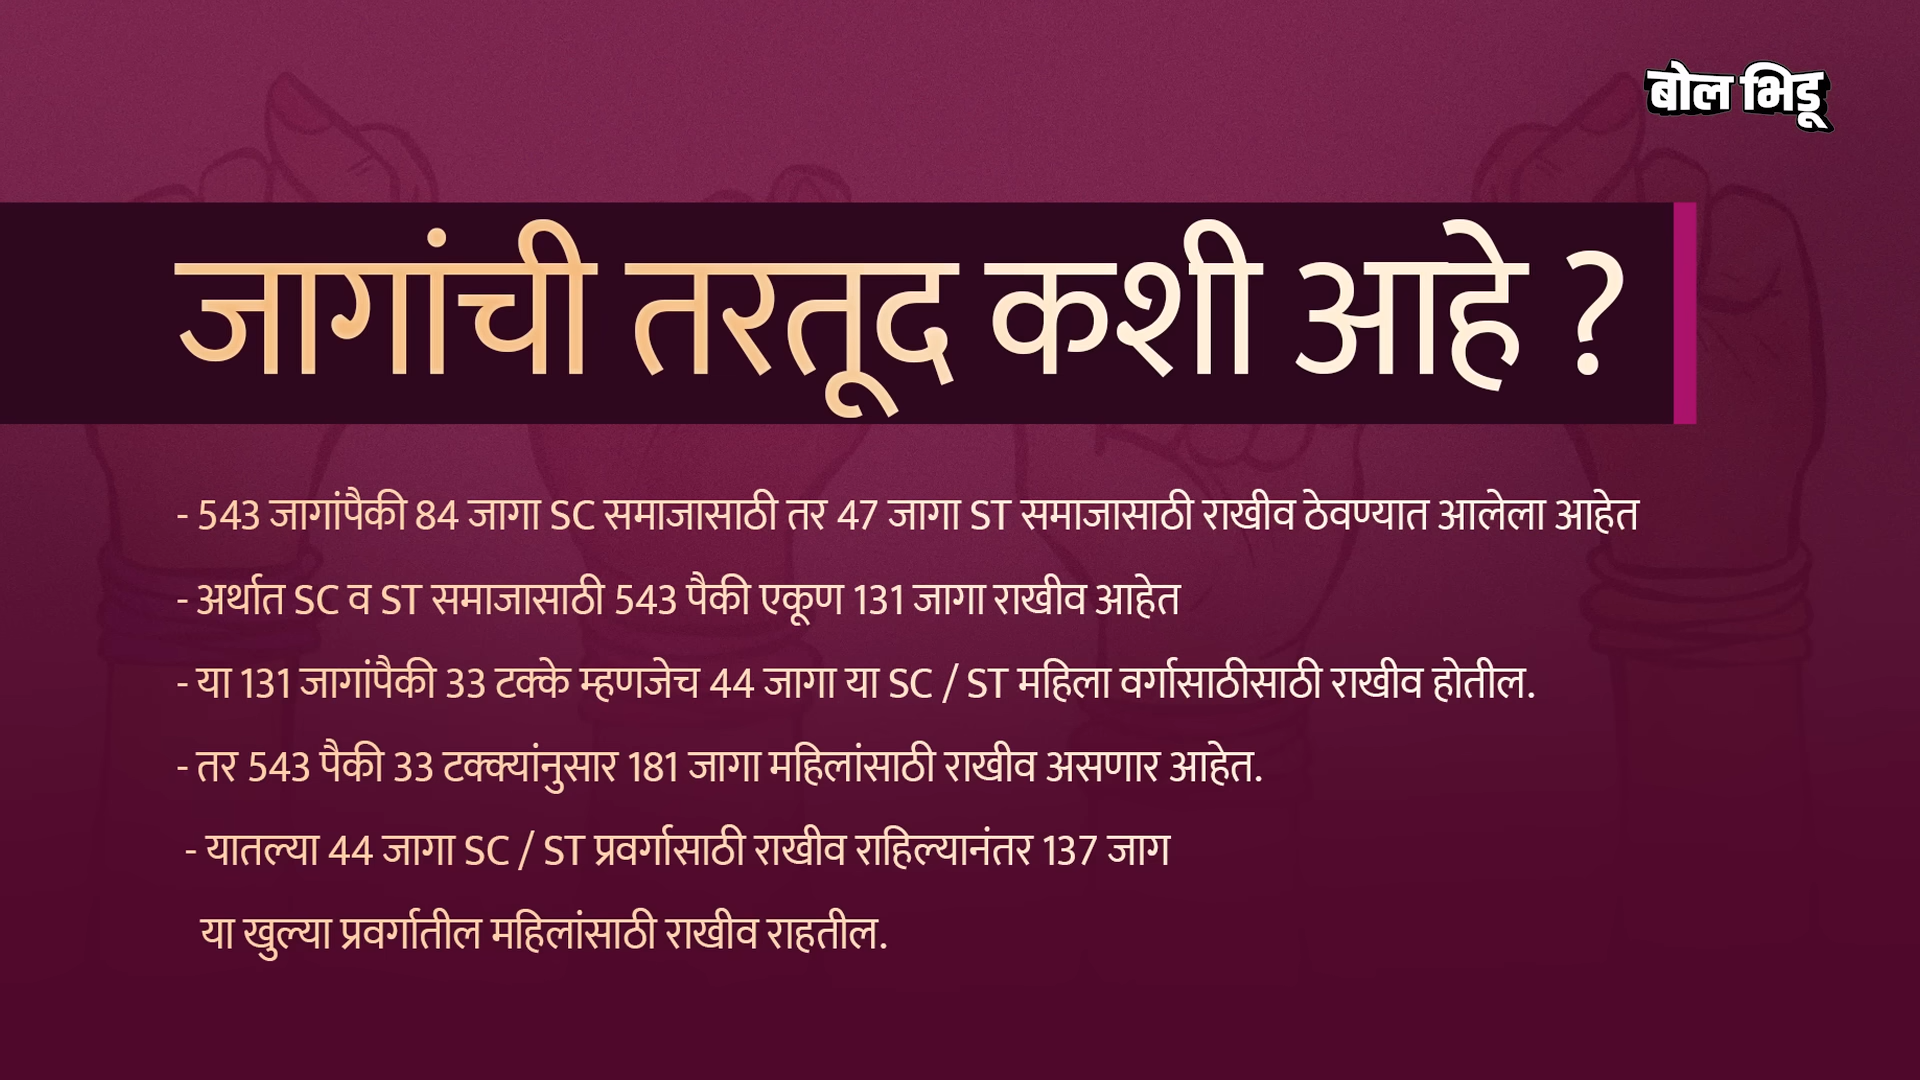 बोल भिडू
जागांची तरतूद कशी आहे ?
- 543 जागांपैकी 84 जागा SC समाजासाठी तर 47 जागा ST समाजासाठी राखीव ठेवण्यात आलेला आहेत
- अर्थात SC व ST समाजासाठी 543 पैकी एकूण 131 जागा राखीव आहेत
- या 131 जागांपैकी 33 टक्के म्हणजेच 44 जागा या SC / ST महिला वर्गासाठीसाठी राखीव होतील.
- तर 543 पैकी 33 टक्क्यांनुसार 181 जागा महिलांसाठी राखीव असणार आहेत.
- यातल्या 44 जागा SC / ST प्रवर्गासाठी राखीव राहिल्यानंतर 137 जाग
या खुल्या प्रवर्गातील महिलांसाठी राखीव राहतील.